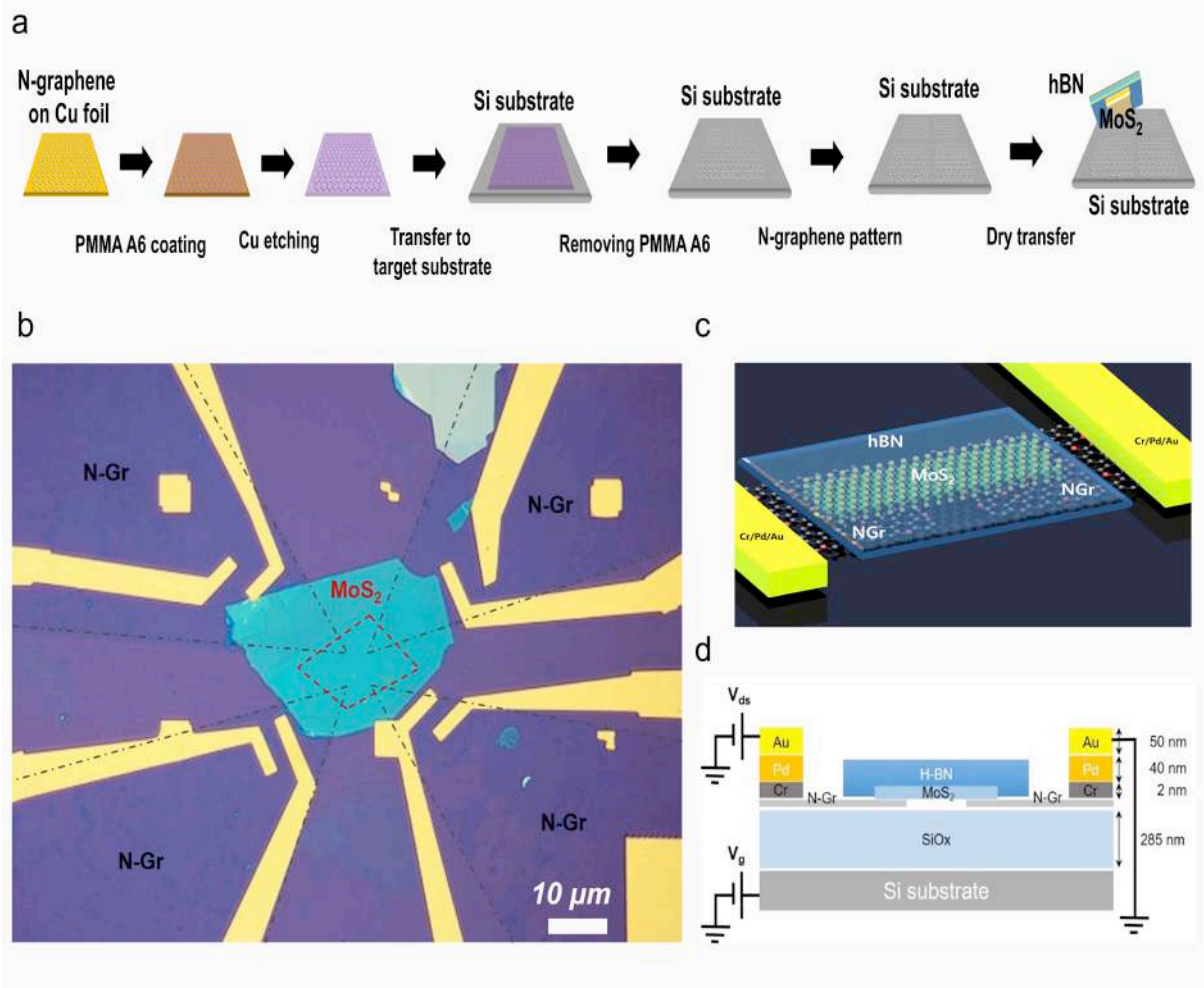 a
N-graphene
on Cu foil
PMMA A6 coating
Cu etching
Transfer to
target substrate
Si substrate
Removing PMMA A6
Si substrate
N-graphene pattern
Si substrate
Dry transfer
hBN
MoS₂
Si substrate
b
N-Gr
N-Gr
MoS₂
N-Gr
N-Gr
10 µm
c
hBN
MoS₂
NGr
NGr
Cr/Pd/Au
Cr/Pd/Au
d
V_ds
Au
Au
50 nm
Pd
H-BN
Pd
40 nm
Cr
MoS₂
Cr
2 nm
N-Gr
N-Gr
SiOx
285 nm
V_g
Si substrate